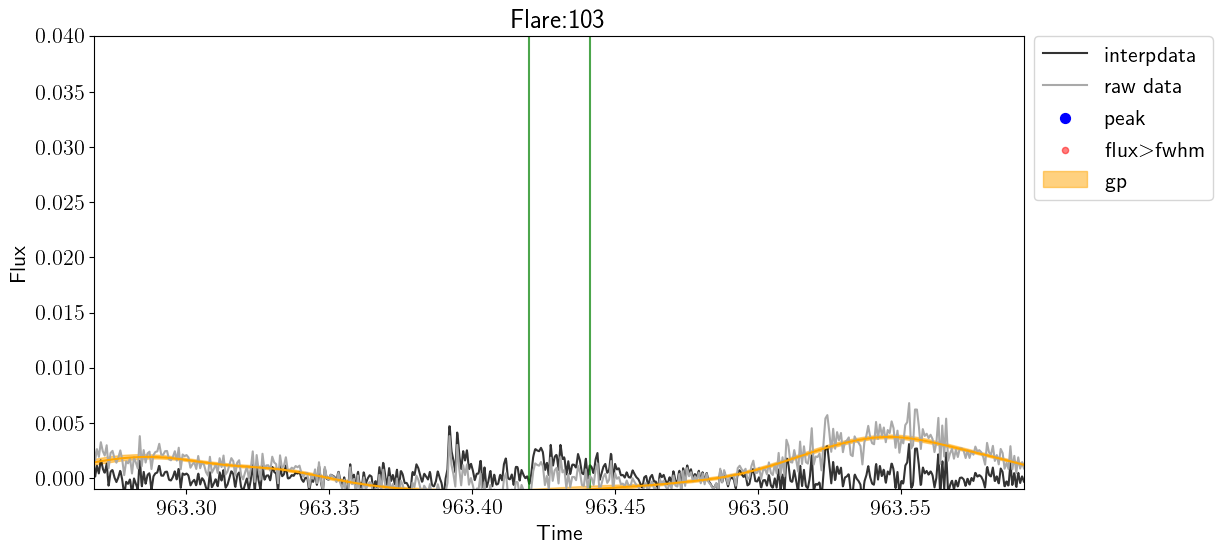 Flare:103
0.040
0.035
0.030
0.025
0.020
0.015
0.010
0.005
0.000
Flux
963.30 963.35 963.40 963.45 963.50 963.55
Time
interpdata
raw data
peak
flux>fwhm
gp